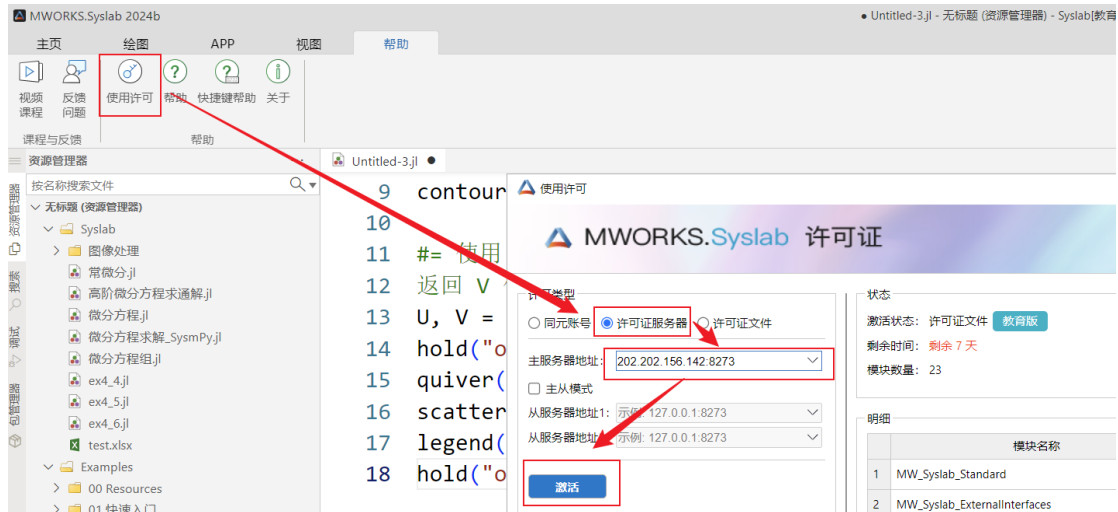 MWORKS.Syslab 2024b
● Untitled-3.jl - 无标题 (资源管理器) - Syslab[教育
主页 绘图 APP 视图 帮助
视频课程 反馈问题 使用许可 帮助 快捷键帮助 关于
课程与反馈 帮助
资源管理器
Untitled-3.jl ●
按名称搜索文件
无标题 (资源管理器)
Syslab
图像处理
常微分.jl
高阶微分方程求通解.jl
微分方程.jl
微分方程求解_SysmPy.jl
微分方程组.jl
ex4_4.jl
ex4_5.jl
ex4_6.jl
test.xlsx
Examples
00 Resources
01 快速入门
资源管理器
搜索
调试
包管理器
9 contour
10
11 #= 使用
12 返回 V
13 U, V =
14 hold("o
15 quiver(
16 scatter
17 legend(
18 hold("o
使用许可
MWORKS.Syslab 许可证
许可类型
同元账号 许可证服务器 许可证文件
主服务器地址: 202.202.156.142:8273
主从模式
从服务器地址1: 示例: 127.0.0.1:8273
从服务器地址 示例: 127.0.0.1:8273
激活
状态
激活状态: 许可证文件 教育版
剩余时间: 剩余 7 天
模块数量: 23
明细
模块名称
1 MW_Syslab_Standard
2 MW_Syslab_ExternalInterfaces